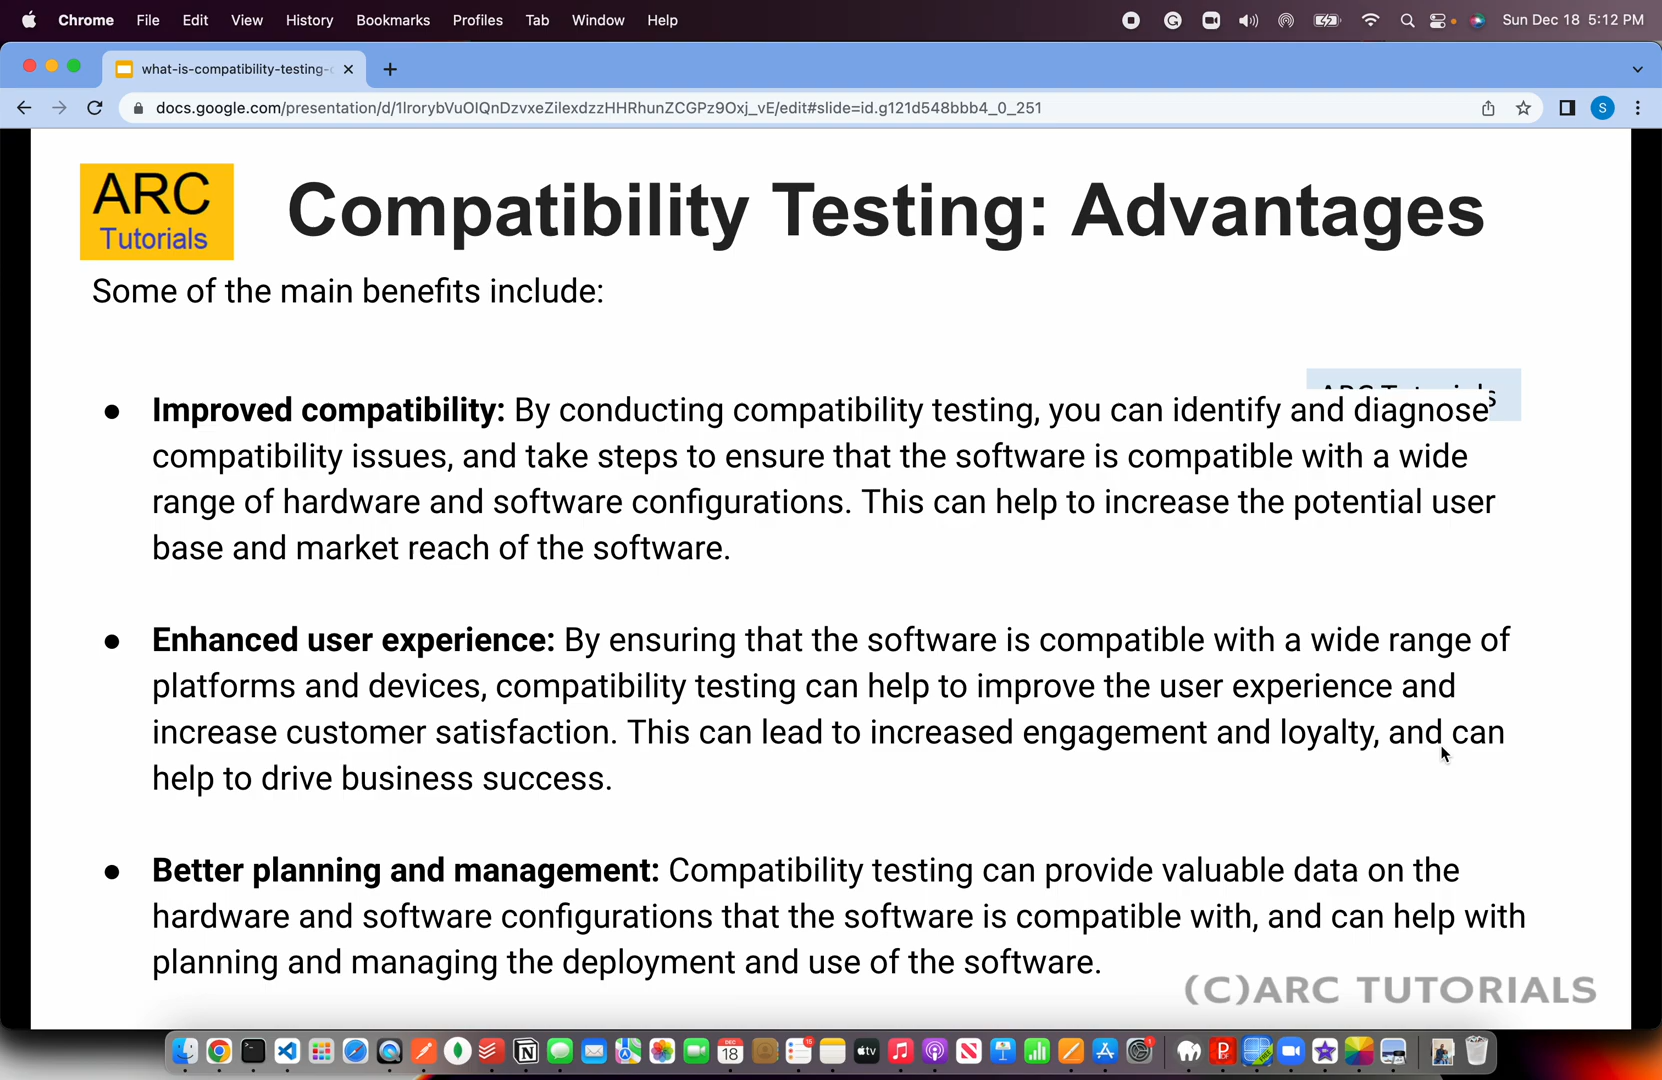 Chrome File Edit View History Bookmarks Profiles Tab Window Help Sun Dec 18 5:12 PM
what-is-compatibility-testing-
docs.google.com/presentation/d/1lrorybVuOIQnDzvxeZilexdzzHHRhunZCGPz9Oxj_vE/edit#slide=id.g121d548bbb4_0_251
S
ARC
Tutorials
Compatibility Testing: Advantages
Some of the main benefits include:
● Improved compatibility: By conducting compatibility testing, you can identify and diagnose
compatibility issues, and take steps to ensure that the software is compatible with a wide
range of hardware and software configurations. This can help to increase the potential user
base and market reach of the software.
● Enhanced user experience: By ensuring that the software is compatible with a wide range of
platforms and devices, compatibility testing can help to improve the user experience and
increase customer satisfaction. This can lead to increased engagement and loyalty, and can
help to drive business success.
● Better planning and management: Compatibility testing can provide valuable data on the
hardware and software configurations that the software is compatible with, and can help with
planning and managing the deployment and use of the software.
(C)ARC TUTORIALS
DEC
18
tv